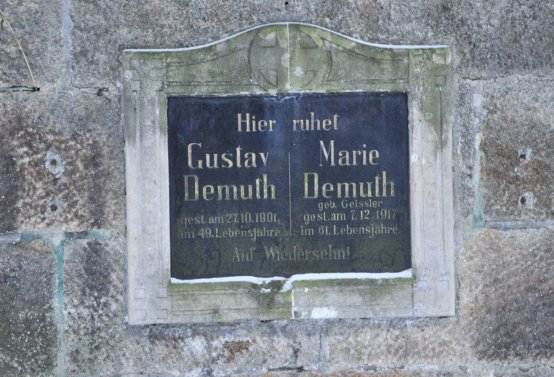 Hier ruhet
Gustav
Demuth
gest. am 27.10.1901,
im 49. Lebensjahre
Marie
Demuth
geb. Geissler
gest. am 7.12.1917
im 61. Lebensjahre.
Auf Wiedersehn!